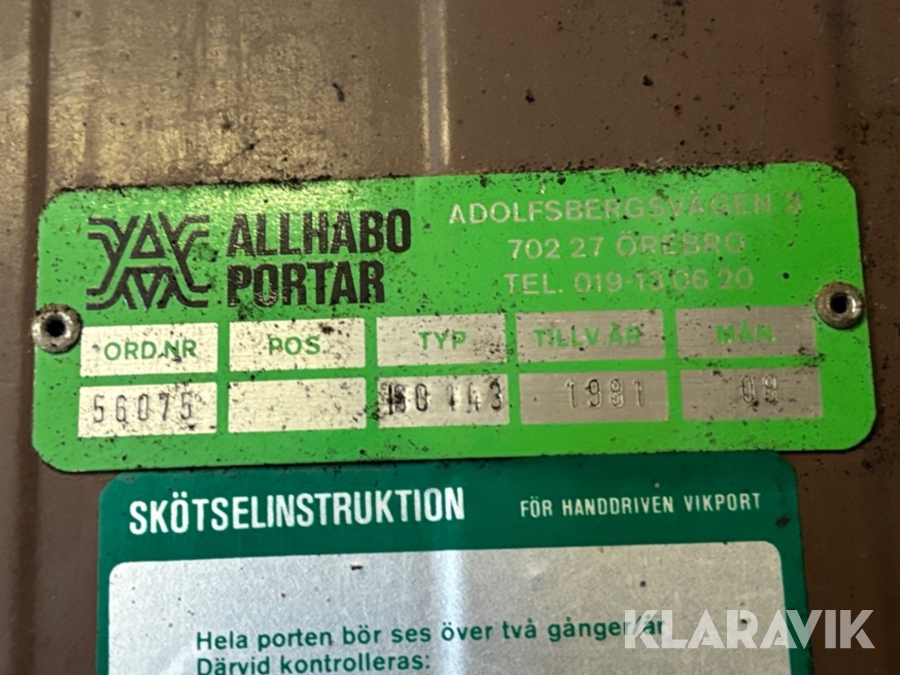 ALLHABO
PORTAR
ADOLFSBERGSVÄGEN 3
702 27 ÖREBRO
TEL. 019-13 06 20
ORD.NR POS. TYP TILLV.ÅR MÅN
56075 1981
SKÖTSELINSTRUKTION FÖR HANDDRIVEN VIKPORT
Hela porten bör ses över två gånger/år
Därvid kontrolleras:
KLARAVIK